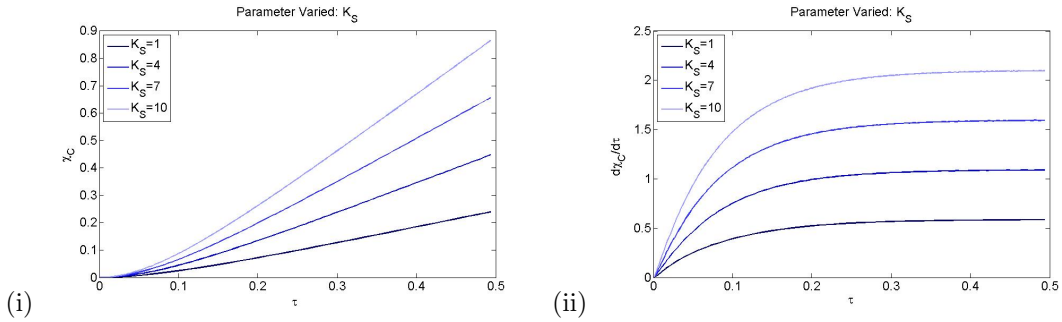 Parameter Varied: K_S
K_S=1
K_S=4
K_S=7
K_S=10
0.9
0.8
0.7
0.6
0.5
0.4
0.3
0.2
0.1
0
χ_C
0 0.1 0.2 0.3 0.4 0.5
τ
(i)
Parameter Varied: K_S
K_S=1
K_S=4
K_S=7
K_S=10
2.5
2
1.5
1
0.5
0
dχ_C/dτ
0 0.1 0.2 0.3 0.4 0.5
τ
(ii)